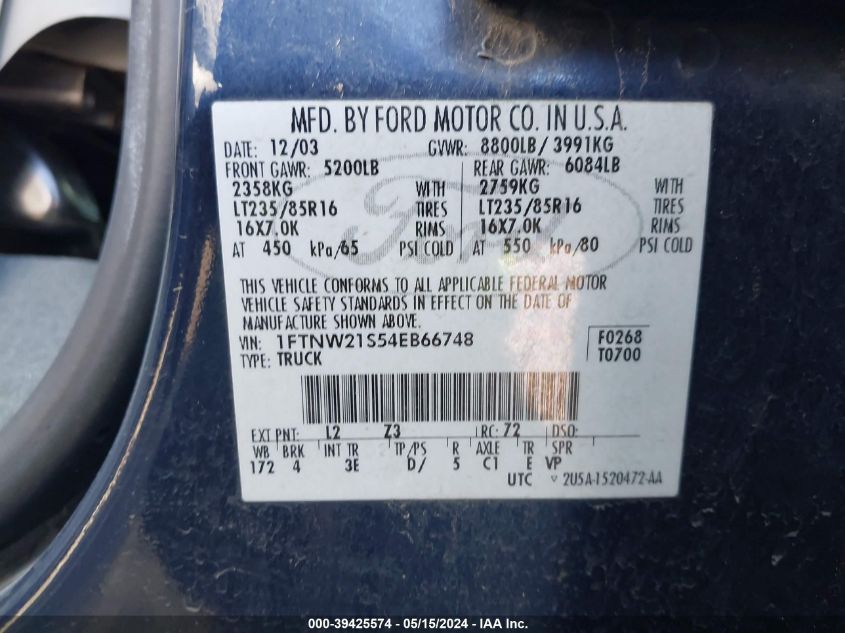 MFD. BY FORD MOTOR CO. IN U.S.A.
DATE: 12/03 GVWR: 8800LB/ 3991KG
FRONT GAWR: 5200LB REAR GAWR: 6084LB
2358KG WITH 2759KG WITH
LT235/85R16 TIRES LT235/85R16 TIRES
16X7.0K RIMS 16X7.0K RIMS
AT 450 kPa/65 PSI COLD AT 550 kPa/80 PSI COLD
Ford
THIS VEHICLE CONFORMS TO ALL APPLICABLE FEDERAL MOTOR
VEHICLE SAFETY STANDARDS IN EFFECT ON THE DATE OF
MANUFACTURE SHOWN ABOVE.
VIN: 1FTNW21S54EB66748 F0268
TYPE: TRUCK T0700
EXT PNT: L2 Z3 RC: 72 DSO:
WB BRK INT TR TP/PS R AXLE TR SPR
172 4 3E D/ 5 C1 E VP
UTC ▽ 2U5A-1520472-AA
000-39425574 - 05/15/2024 - IAA Inc.